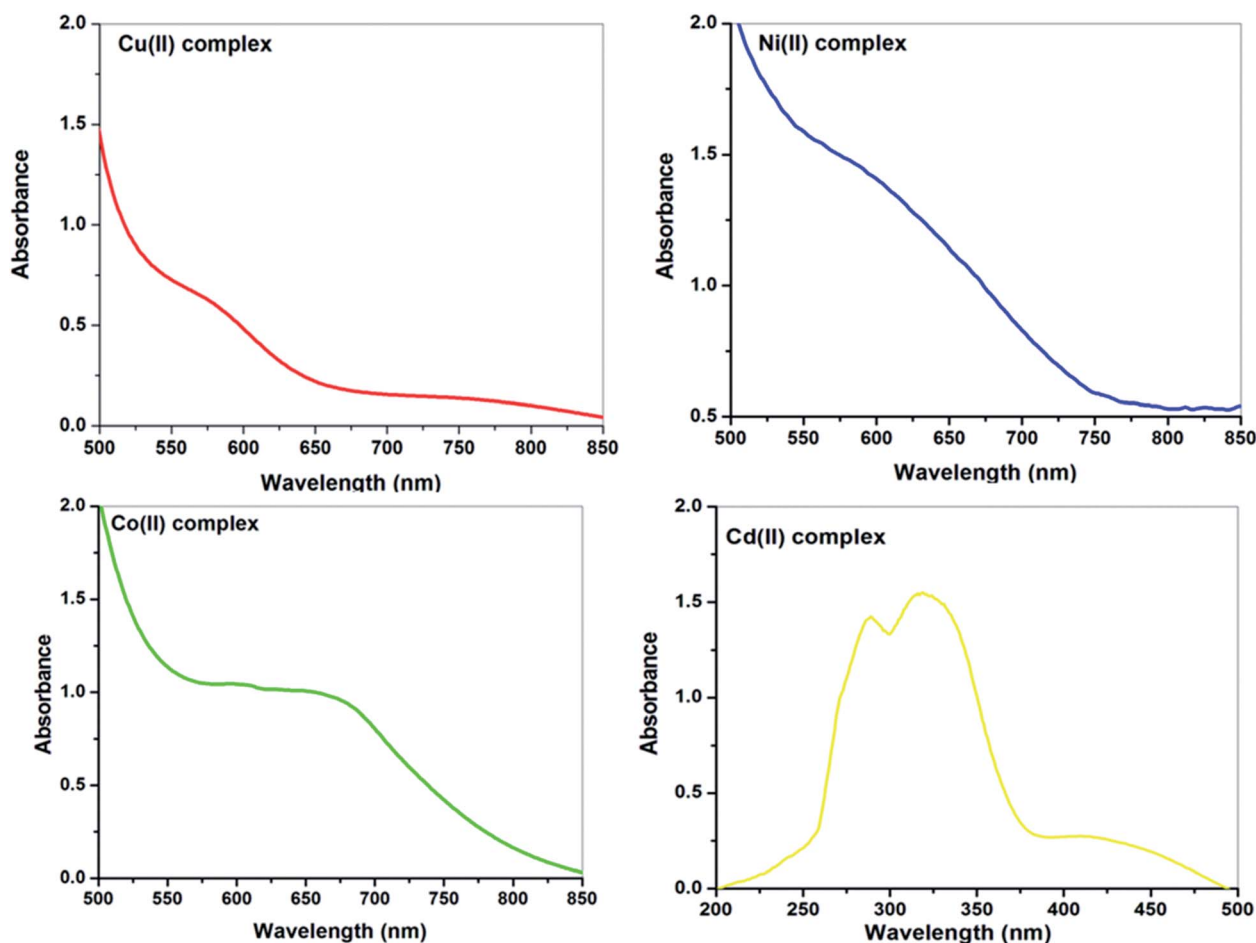 Cu(II) complex
2.0
1.5
1.0
0.5
0.0
Absorbance
500 550 600 650 700 750 800 850
Wavelength (nm)
Ni(II) complex
2.0
1.5
1.0
0.5
Absorbance
500 550 600 650 700 750 800 850
Wavelength (nm)
Co(II) complex
2.0
1.5
1.0
0.5
0.0
Absorbance
500 550 600 650 700 750 800 850
Wavelength (nm)
Cd(II) complex
2.0
1.5
1.0
0.5
0.0
Absorbance
200 250 300 350 400 450 500
Wavelength (nm)